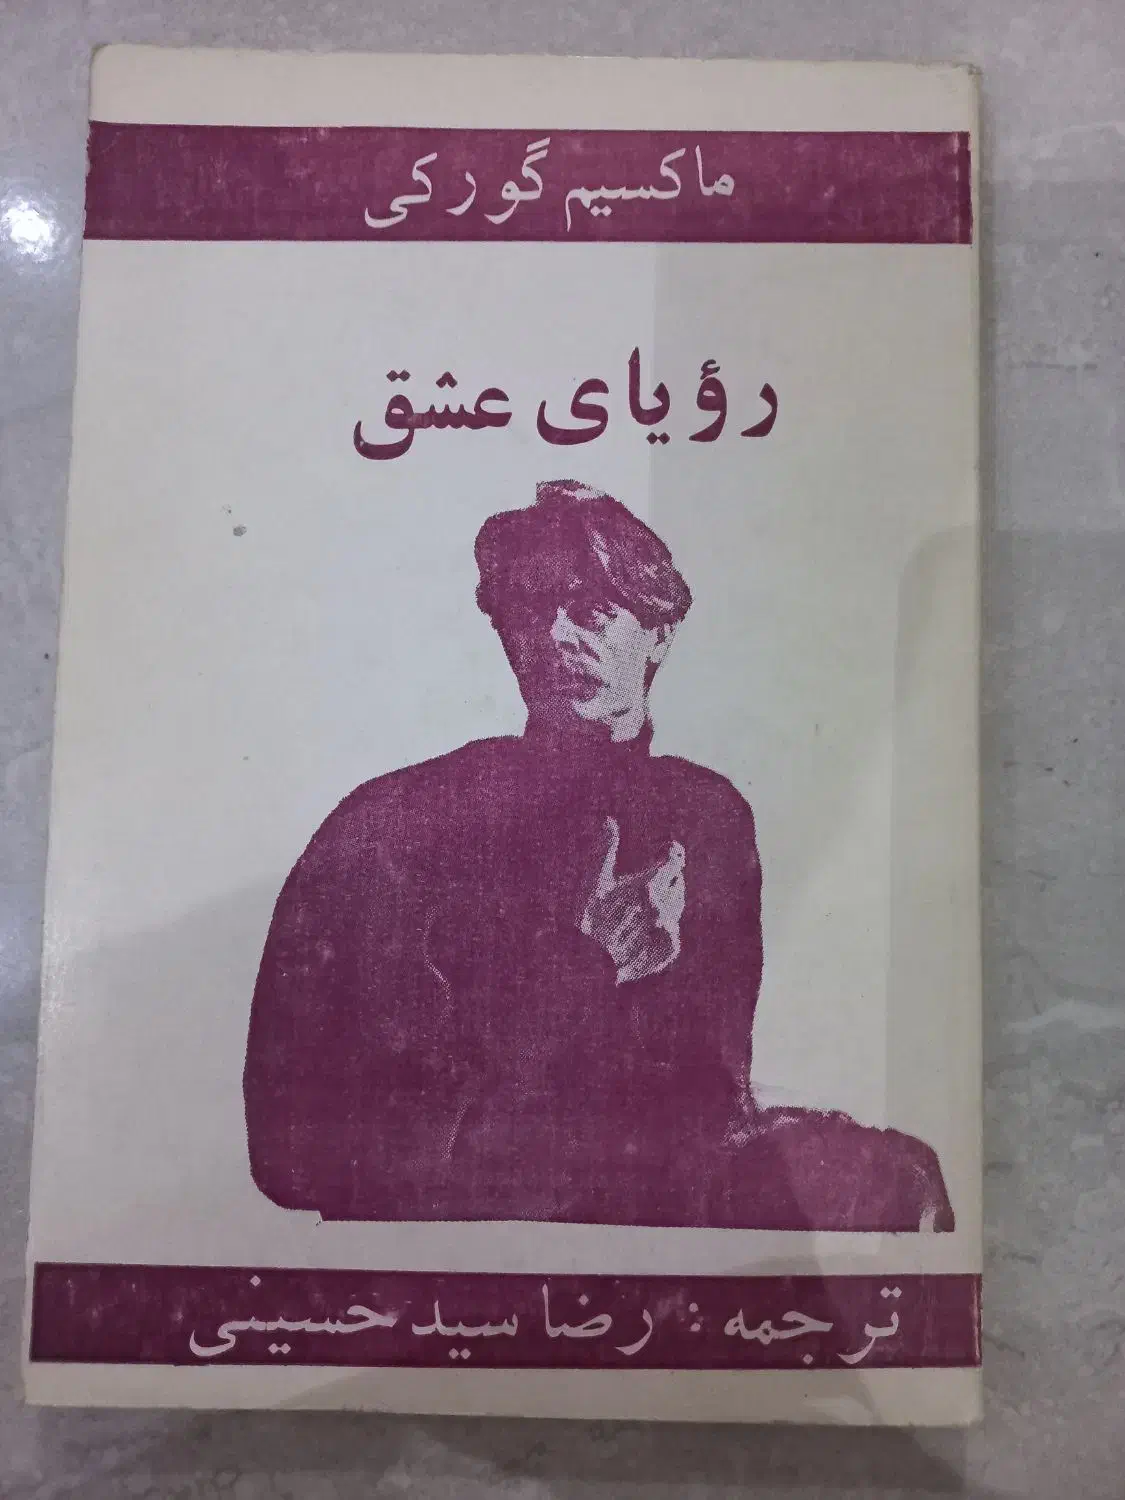 ماکسیم گورکی
رؤیای عشق
ترجمه: رضا سید حسینی